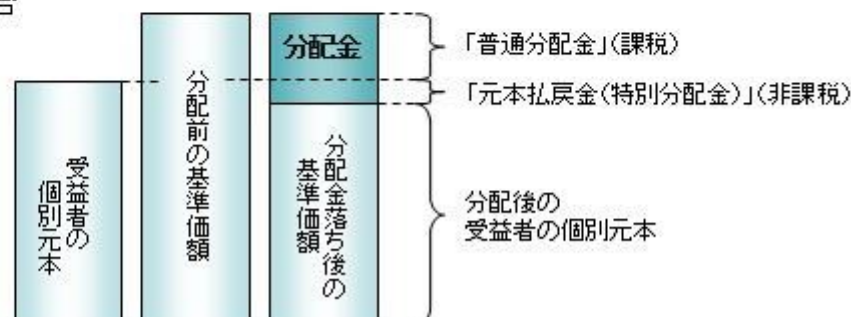 分配金
「普通分配金」(課税)
「元本払戻金(特別分配金)」(非課税)
受益者の
個別元本
分配前の基準価額
分配金落ち後の
基準価額
分配後の
受益者の個別元本